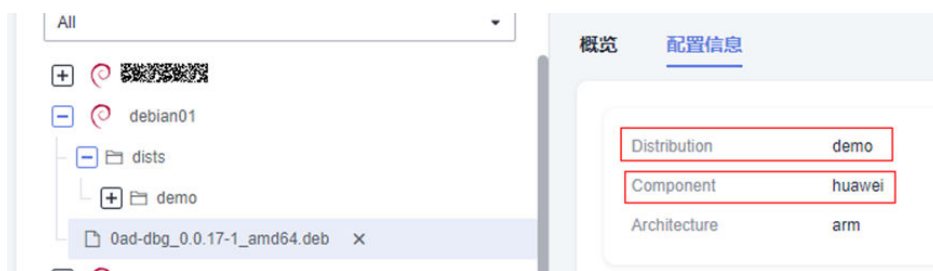 All
debian01
dists
demo
0ad-dbg_0.0.17-1_amd64.deb ×
概览 配置信息
Distribution demo
Component huawei
Architecture arm